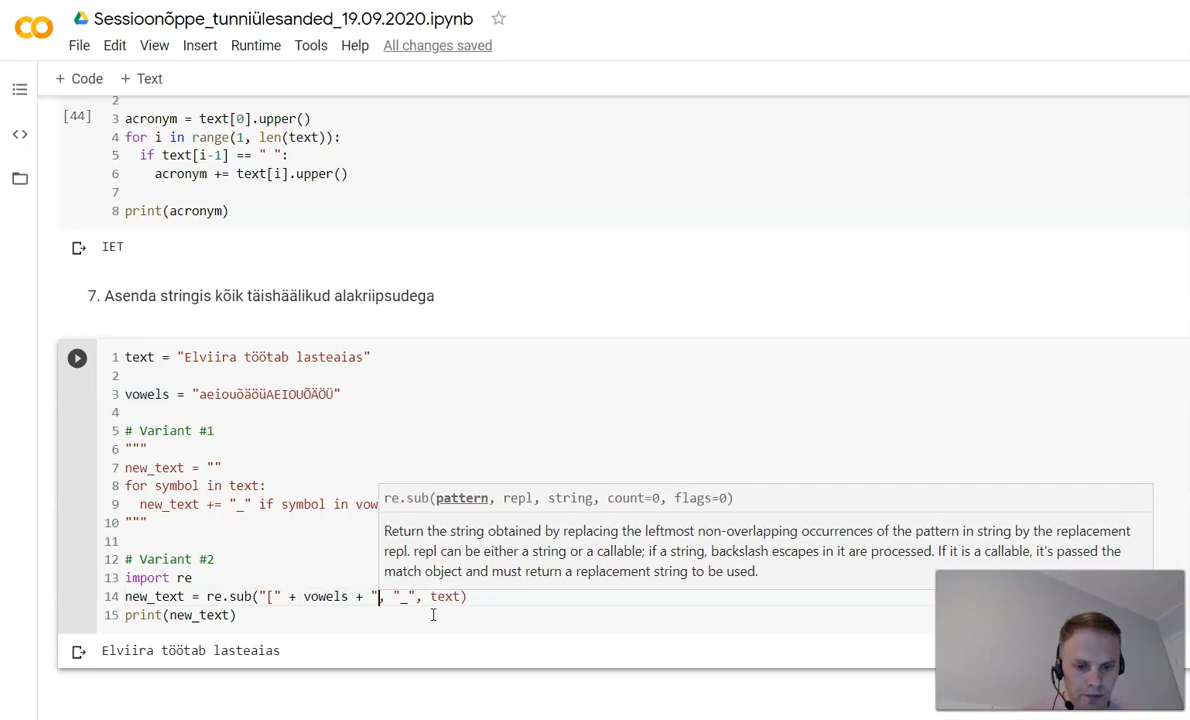 Sessioonõppe_tunniülesanded_19.09.2020.ipynb
File Edit View Insert Runtime Tools Help All changes saved
+ Code + Text
2
[44] 3 acronym = text[0].upper()
4 for i in range(1, len(text)):
5 if text[i-1] == " ":
6 acronym += text[i].upper()
7
8 print(acronym)
IET
7. Asenda stringis kõik täishäälikud alakriipsudega
1 text = "Elviira töötab lasteaias"
2
3 vowels = "aeiouõäöüAEIOUÕÄÖÜ"
4
5 # Variant #1
6 """
7 new_text = ""
8 for symbol in text:
9 new_text += "_" if symbol in vow
10 """
11
12 # Variant #2
13 import re
14 new_text = re.sub("[" + vowels + ", "_", text)
15 print(new_text)
re.sub(pattern, repl, string, count=0, flags=0)
Return the string obtained by replacing the leftmost non-overlapping occurrences of the pattern in string by the replacement
repl. repl can be either a string or a callable; if a string, backslash escapes in it are processed. If it is a callable, it's passed the
match object and must return a replacement string to be used.
Elviira töötab lasteaias